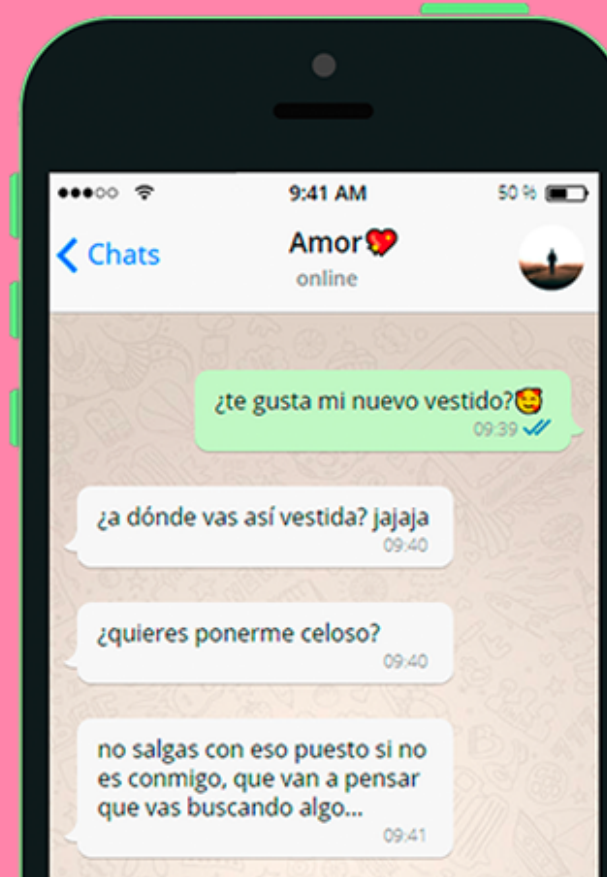 9:41 AM
50 %
Chats
Amor💖
online
¿te gusta mi nuevo vestido?🥰
09:39
¿a dónde vas así vestida? jajaja
09:40
¿quieres ponerme celoso?
09:40
no salgas con eso puesto si no
es conmigo, que van a pensar
que vas buscando algo...
09:41